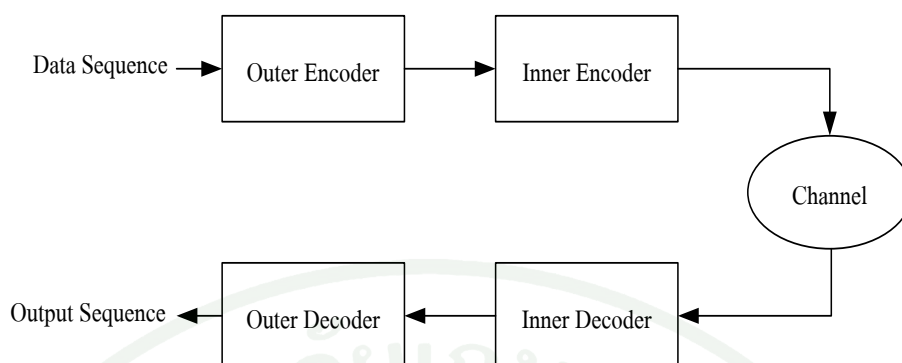 Data Sequence
Outer Encoder
Inner Encoder
Channel
Output Sequence
Outer Decoder
Inner Decoder